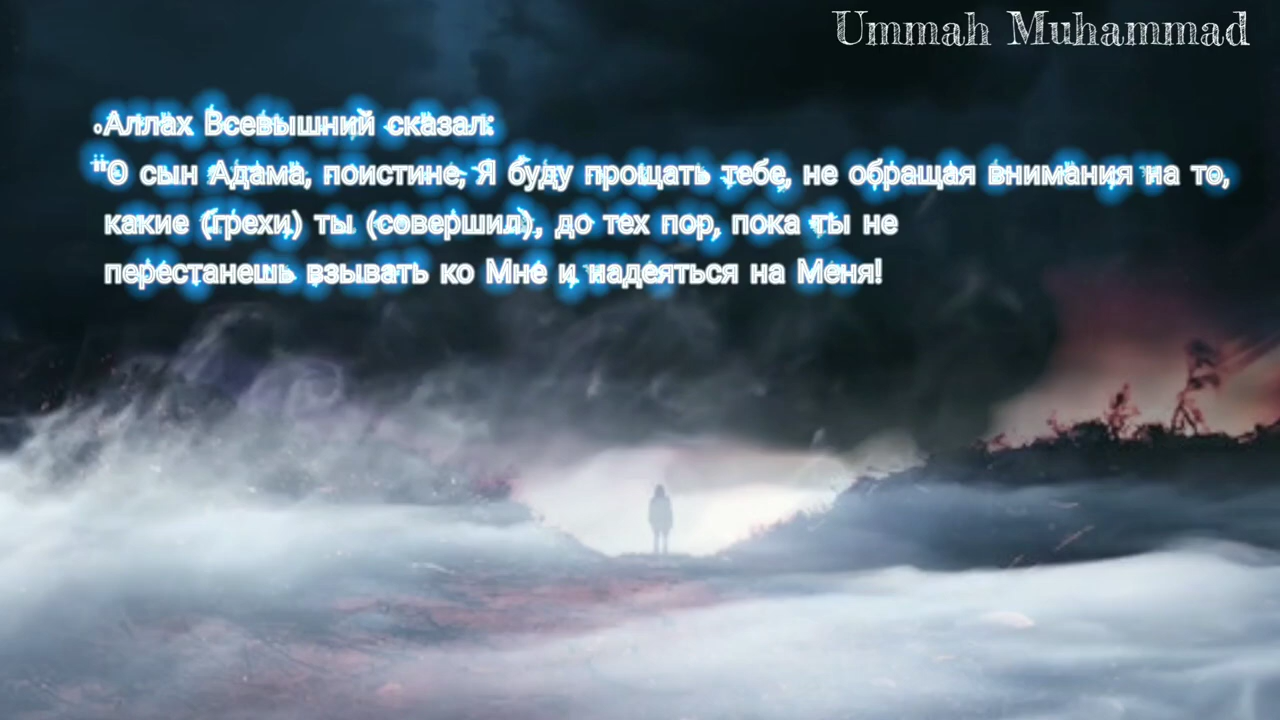 Ummah Muhammad
•Аллах Всевышний сказал:
"О сын Адама, поистине, Я буду прощать тебе, не обращая внимания на то,
какие (грехи) ты (совершил), до тех пор, пока ты не
перестанешь взывать ко Мне и надеяться на Меня!